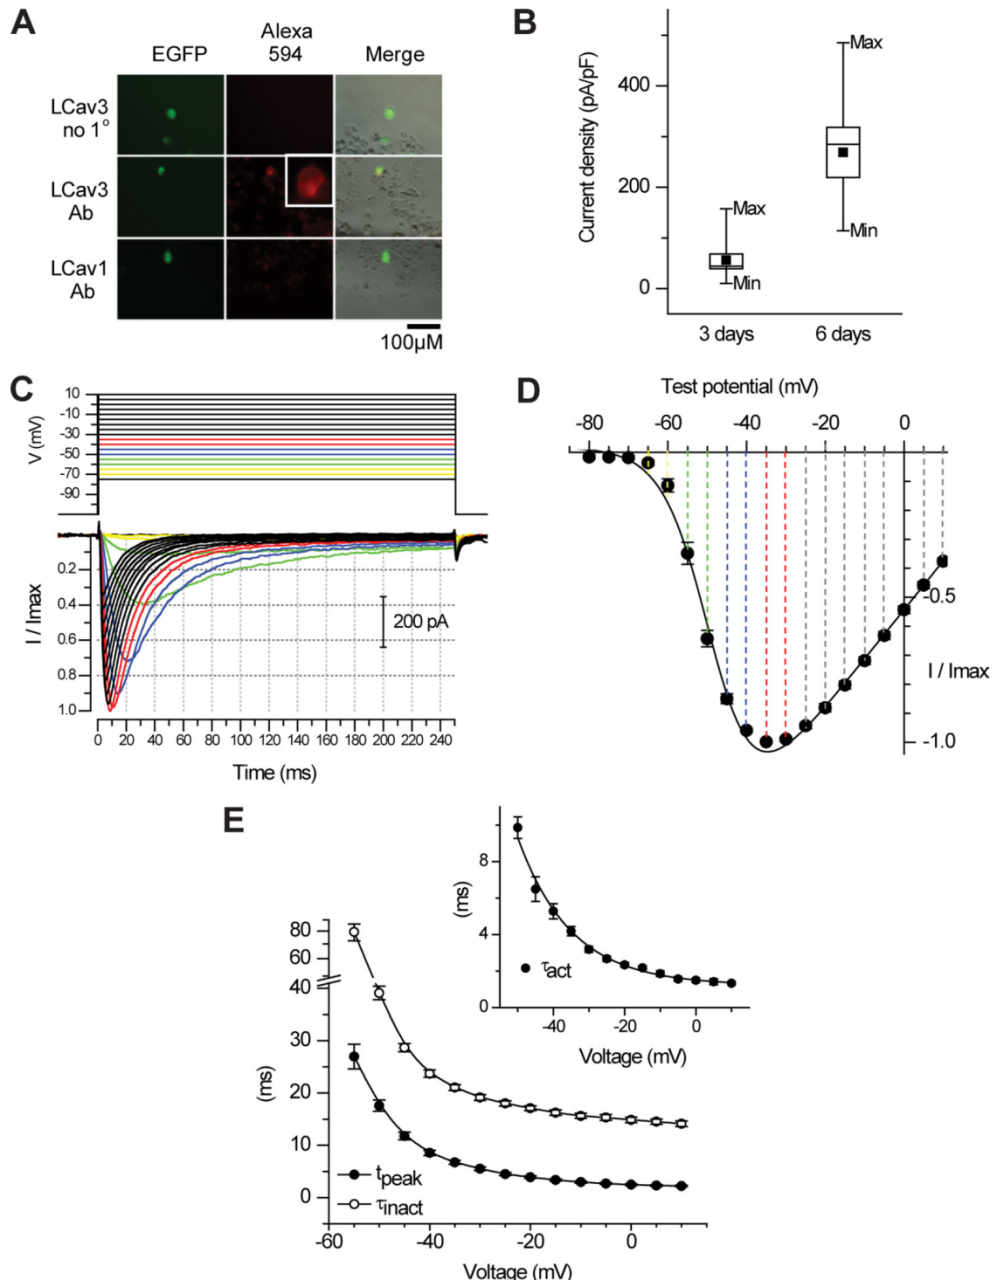 A
EGFP
Alexa
594
Merge
LCav3
no 1°
LCav3
Ab
LCav1
Ab
100µM
B
Current density (pA/pF)
400
200
0
Max
Min
Max
Min
3 days
6 days
C
V (mV)
10
-10
-30
-50
-70
-90
I / Imax
0.2
0.4
0.6
0.8
1.0
200 pA
0 20 40 60 80 100 120 140 160 180 200 220 240
Time (ms)
D
Test potential (mV)
-80 -60 -40 -20 0
-0.5
I / Imax
-1.0
E
(ms)
8
4
0
τact
-40 -20 0
Voltage (mV)
(ms)
80
60
40
30
20
10
0
tpeak
τinact
-60 -40 -20 0
Voltage (mV)